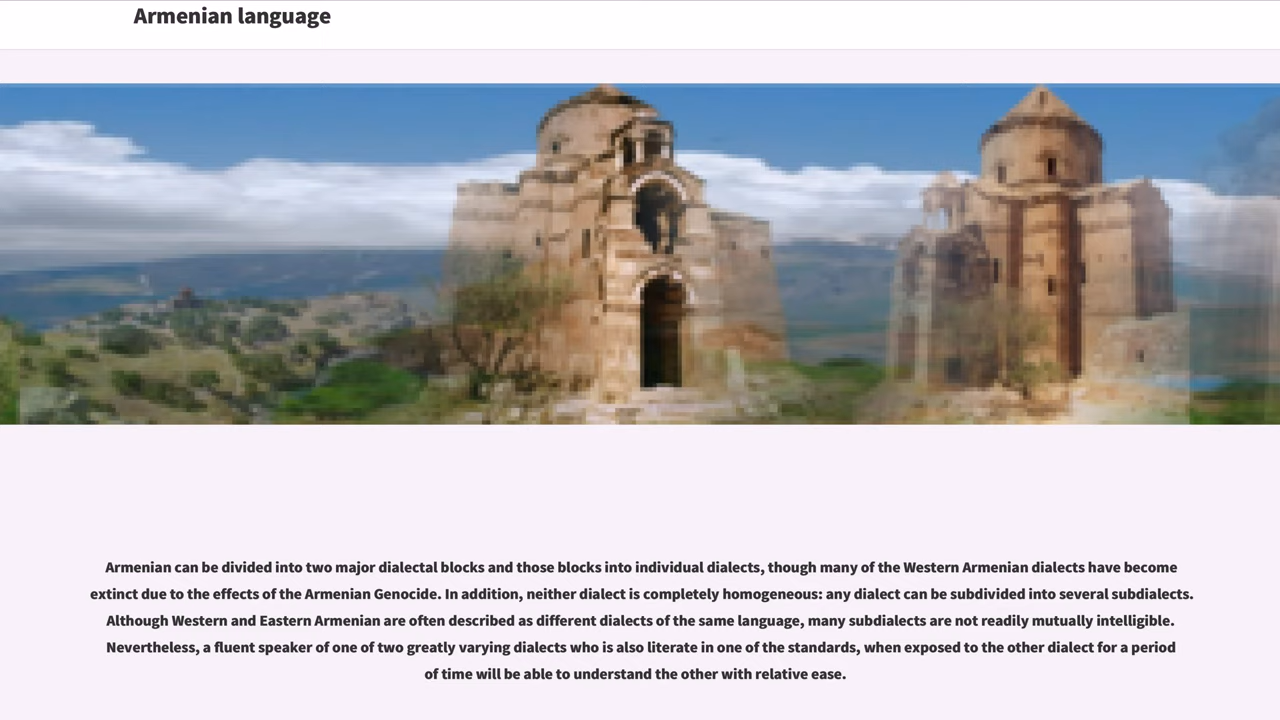 Armenian language
Armenian can be divided into two major dialectal blocks and those blocks into individual dialects, though many of the Western Armenian dialects have become
extinct due to the effects of the Armenian Genocide. In addition, neither dialect is completely homogeneous: any dialect can be subdivided into several subdialects.
Although Western and Eastern Armenian are often described as different dialects of the same language, many subdialects are not readily mutually intelligible.
Nevertheless, a fluent speaker of one of two greatly varying dialects who is also literate in one of the standards, when exposed to the other dialect for a period
of time will be able to understand the other with relative ease.